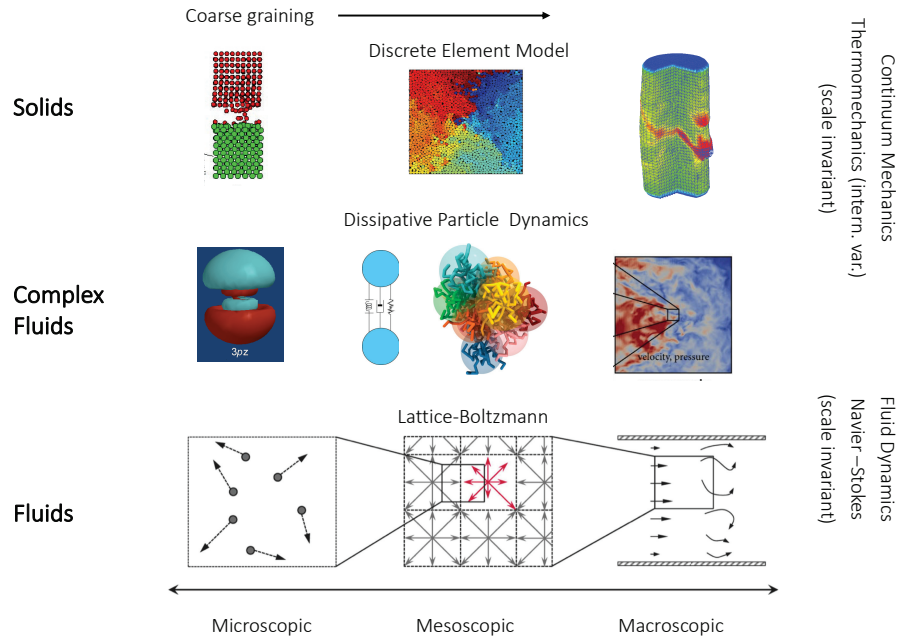 Coarse graining
Discrete Element Model
Solids
Continuum Mechanics
Thermomechanics (intern. var.)
(scale invariant)
Dissipative Particle Dynamics
Complex
Fluids
3pz
velocity, pressure
Lattice-Boltzmann
Fluid Dynamics
Navier –Stokes
(scale invariant)
Fluids
Microscopic
Mesoscopic
Macroscopic